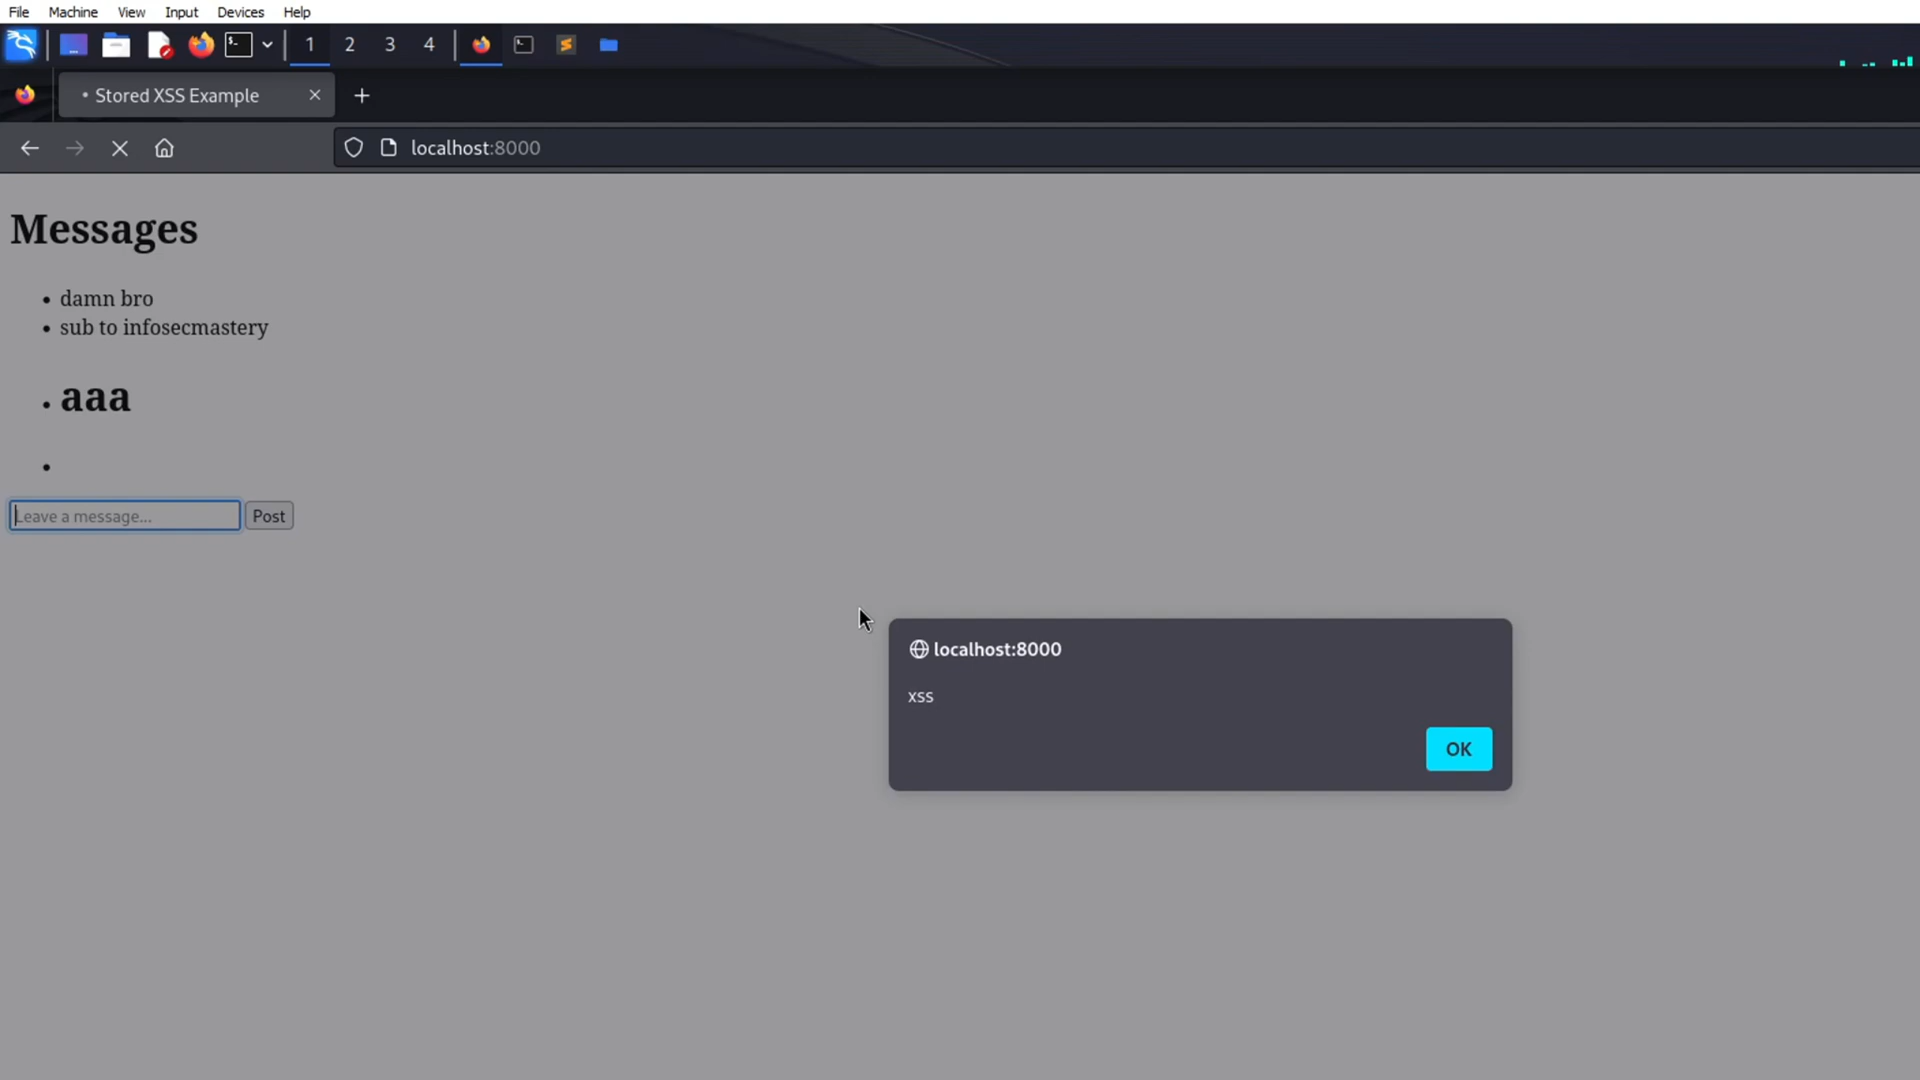 File Machine View Input Devices Help
1 2 3 4
Stored XSS Example
localhost:8000
Messages
damn bro
sub to infosecmastery
aaa
Leave a message... Post
localhost:8000
xss
OK